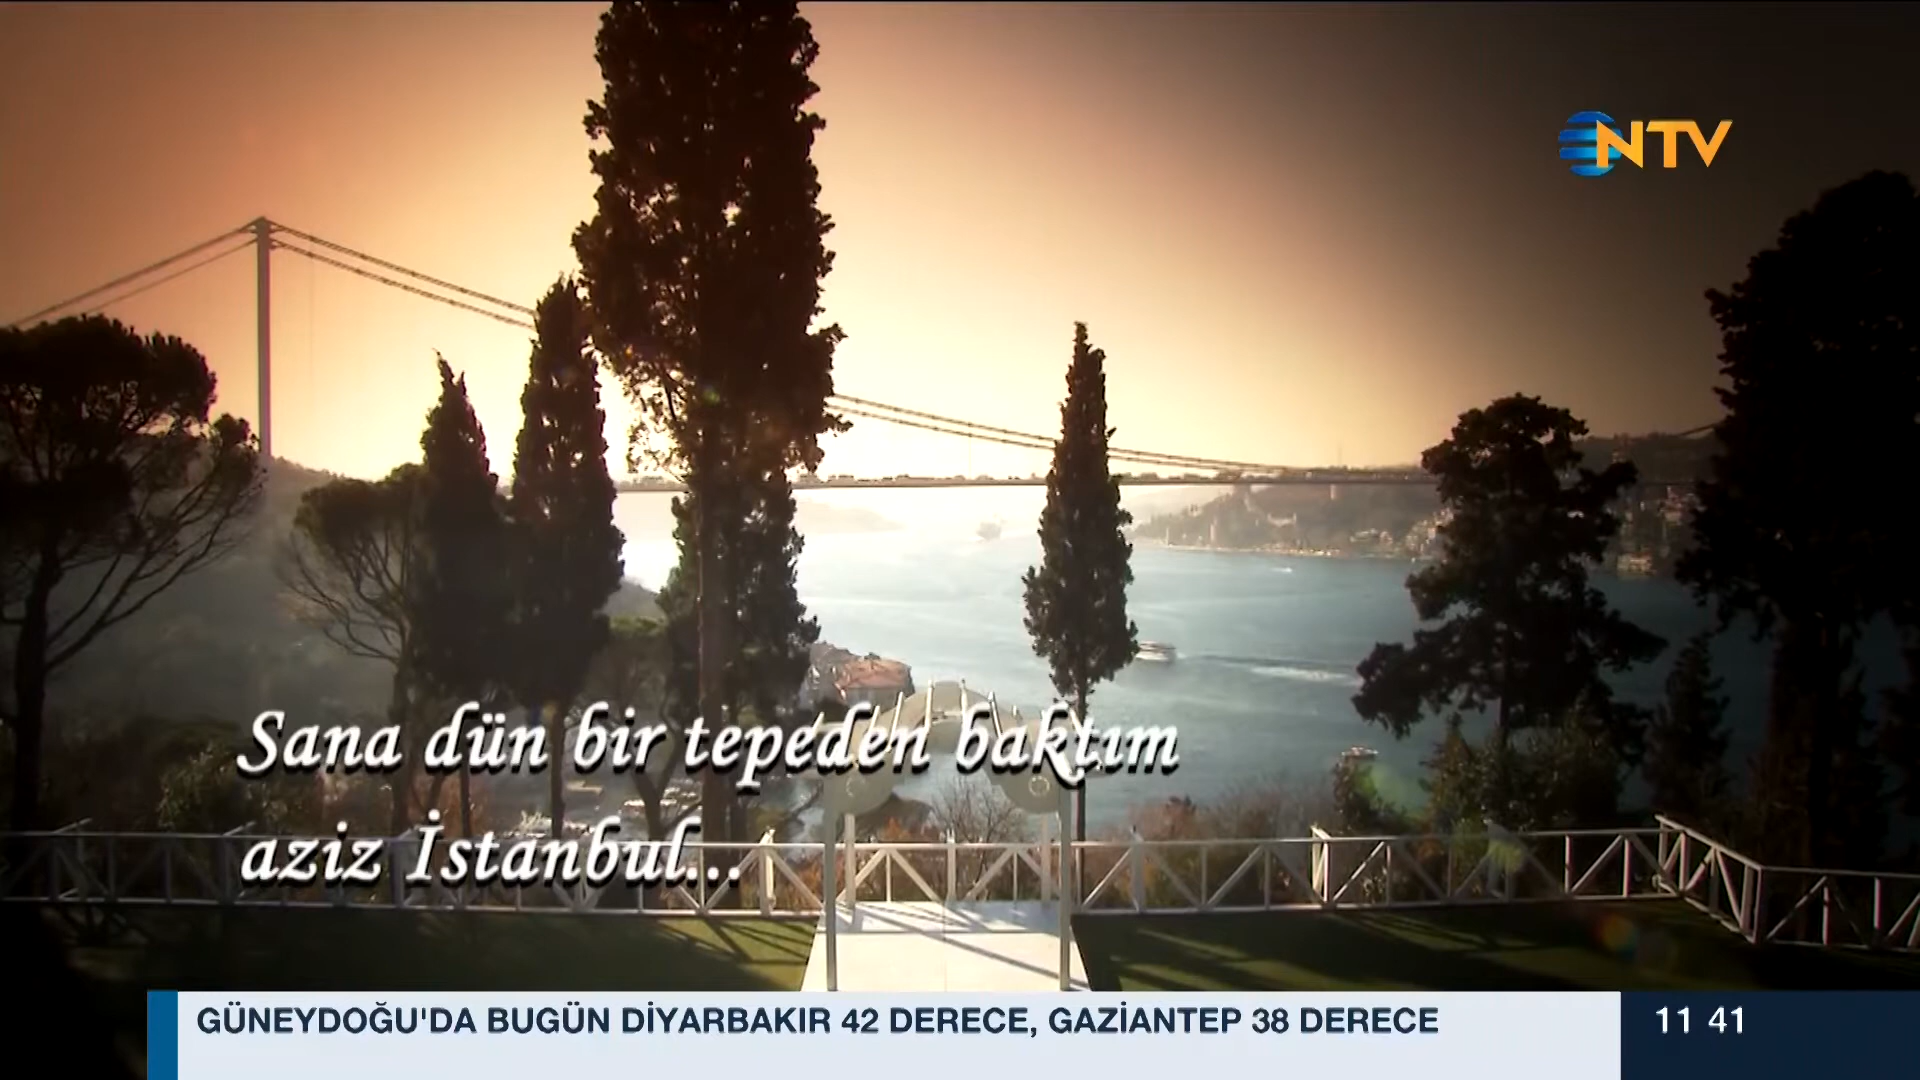 NTV
Sana dün bir tepeden baktım
aziz İstanbul...
GÜNEYDOĞU'DA BUGÜN DİYARBAKIR 42 DERECE, GAZİANTEP 38 DERECE
11 41